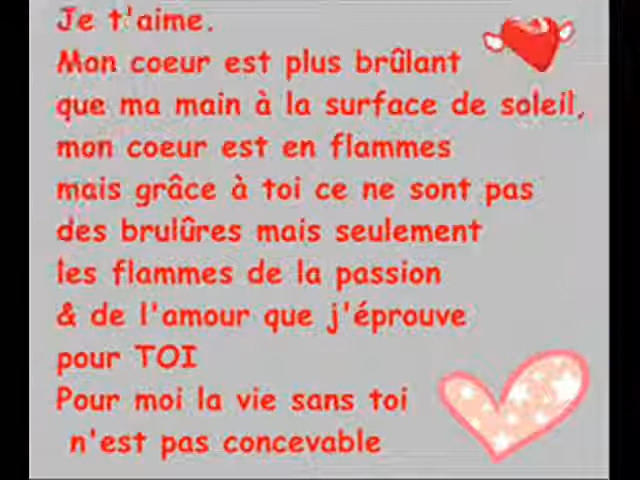 Je t'aime.
Mon coeur est plus brûlant
que ma main à la surface de soleil,
mon coeur est en flammes
mais grâce à toi ce ne sont pas
des brulûres mais seulement
les flammes de la passion
& de l'amour que j'éprouve
pour TOI
Pour moi la vie sans toi
n'est pas concevable